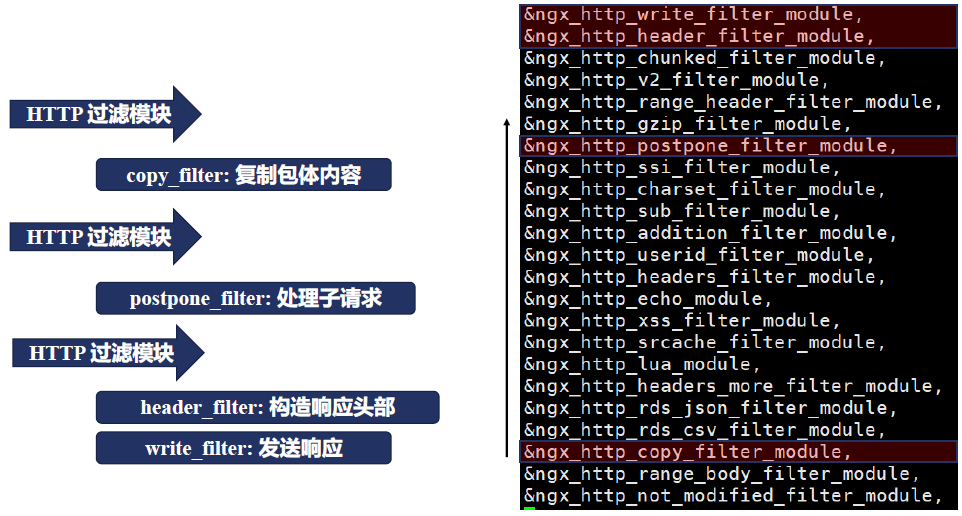 HTTP 过滤模块
copy_filter: 复制包体内容
HTTP 过滤模块
postpone_filter: 处理子请求
HTTP 过滤模块
header_filter: 构造响应头部
write_filter: 发送响应
&ngx_http_write_filter_module,
&ngx_http_header_filter_module,
&ngx_http_chunked_filter_module,
&ngx_http_v2_filter_module,
&ngx_http_range_header_filter_module,
&ngx_http_gzip_filter_module,
&ngx_http_postpone_filter_module,
&ngx_http_ssi_filter_module,
&ngx_http_charset_filter_module,
&ngx_http_sub_filter_module,
&ngx_http_addition_filter_module,
&ngx_http_userid_filter_module,
&ngx_http_headers_filter_module,
&ngx_http_echo_module,
&ngx_http_xss_filter_module,
&ngx_http_srcache_filter_module,
&ngx_http_lua_module,
&ngx_http_headers_more_filter_module,
&ngx_http_rds_json_filter_module,
&ngx_http_rds_csv_filter_module,
&ngx_http_copy_filter_module,
&ngx_http_range_body_filter_module,
&ngx_http_not_modified_filter_module,